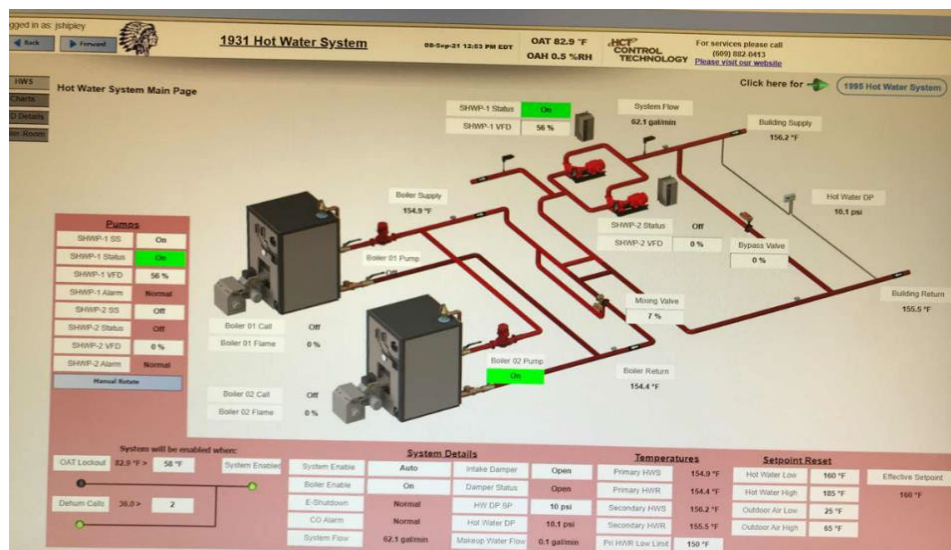 gged in as: jshipley
Back
Forward
1931 Hot Water System
08-Sep-21 12:53 PM EDT
OAT 82.9 °F
OAH 0.5 %RH
HCT CONTROL TECHNOLOGY
For services please call
(609) 882-0413
Please visit our website
HWS
Charts
Details
Room
Hot Water System Main Page
Click here for
1995 Hot Water System
SHWP-1 Status On
SHWP-1 VFD 56 %
System Flow
62.1 gal/min
Building Supply
156.2 °F
Boiler Supply
154.9 °F
Hot Water DP
10.1 psi
SHWP-2 Status Off
SHWP-2 VFD 0 %
Bypass Valve
0 %
Boiler 01 Pump
Off
Building Return
155.5 °F
Mixing Valve
7 %
Boiler 01 Call Off
Boiler 01 Flame 0 %
Boiler 02 Pump
On
Boiler Return
154.4 °F
Boiler 02 Call Off
Boiler 02 Flame 0 %
Pumps
SHWP-1 SS On
SHWP-1 Status On
SHWP-1 VFD 56 %
SHWP-1 Alarm Normal
SHWP-2 SS Off
SHWP-2 Status Off
SHWP-2 VFD 0 %
SHWP-2 Alarm Normal
Manual Rotate
System will be enabled when:
OAT Lockout 82.9 °F > 58 °F
System Enabled
Dehum Calls 36.0 > 2
System Details
System Enable Auto
Boiler Enable On
E-Shutdown Normal
CO Alarm Normal
System Flow 62.1 gal/min
Intake Damper Open
Damper Status Open
HW DP SP 10 psi
Hot Water DP 10.1 psi
Makeup Water Flow 0.1 gal/min
Temperatures
Primary HWS 154.9 °F
Primary HWR 154.4 °F
Secondary HWS 156.2 °F
Secondary HWR 155.5 °F
Pri HWR Low Limit 150 °F
Setpoint Reset
Hot Water Low 160 °F
Hot Water High 185 °F
Outdoor Air Low 25 °F
Outdoor Air High 65 °F
Effective Setpoint
160 °F